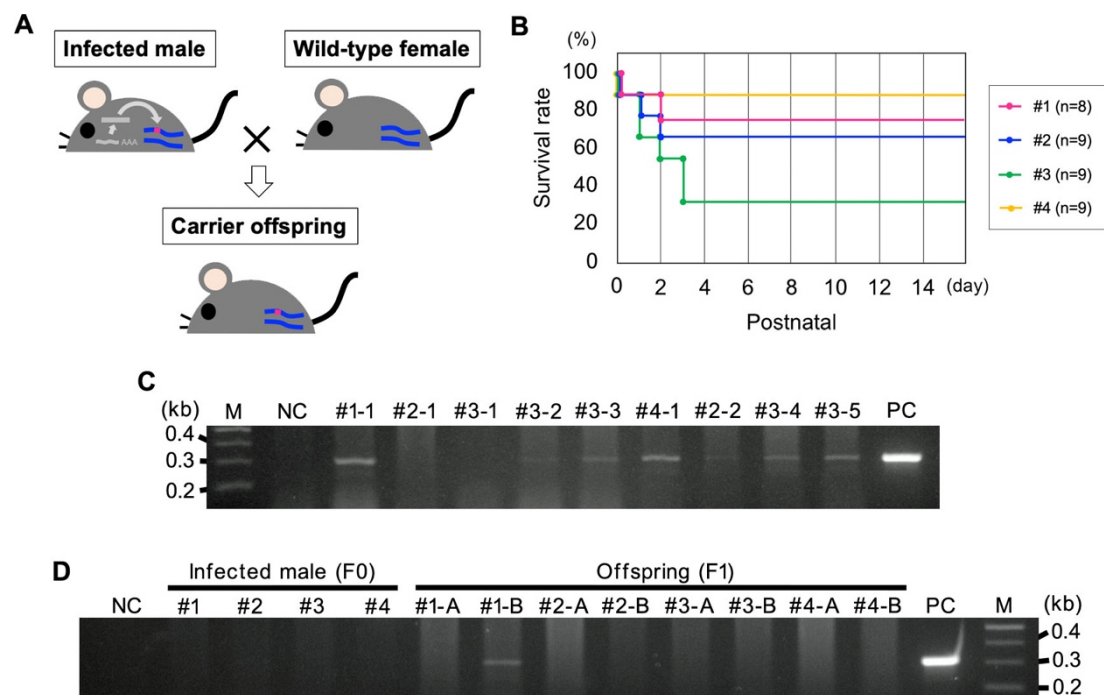 A
Infected male
Wild-type female
AAA
Carrier offspring
B
(%)
100
80
60
40
20
0
Survival rate
0 2 4 6 8 10 12 14 (day)
Postnatal
#1 (n=8)
#2 (n=9)
#3 (n=9)
#4 (n=9)
C
(kb) M NC #1-1 #2-1 #3-1 #3-2 #3-3 #4-1 #2-2 #3-4 #3-5 PC
0.4
0.3
0.2
D
Infected male (F0) Offspring (F1)
NC #1 #2 #3 #4 #1-A #1-B #2-A #2-B #3-A #3-B #4-A #4-B PC M (kb)
0.4
0.3
0.2